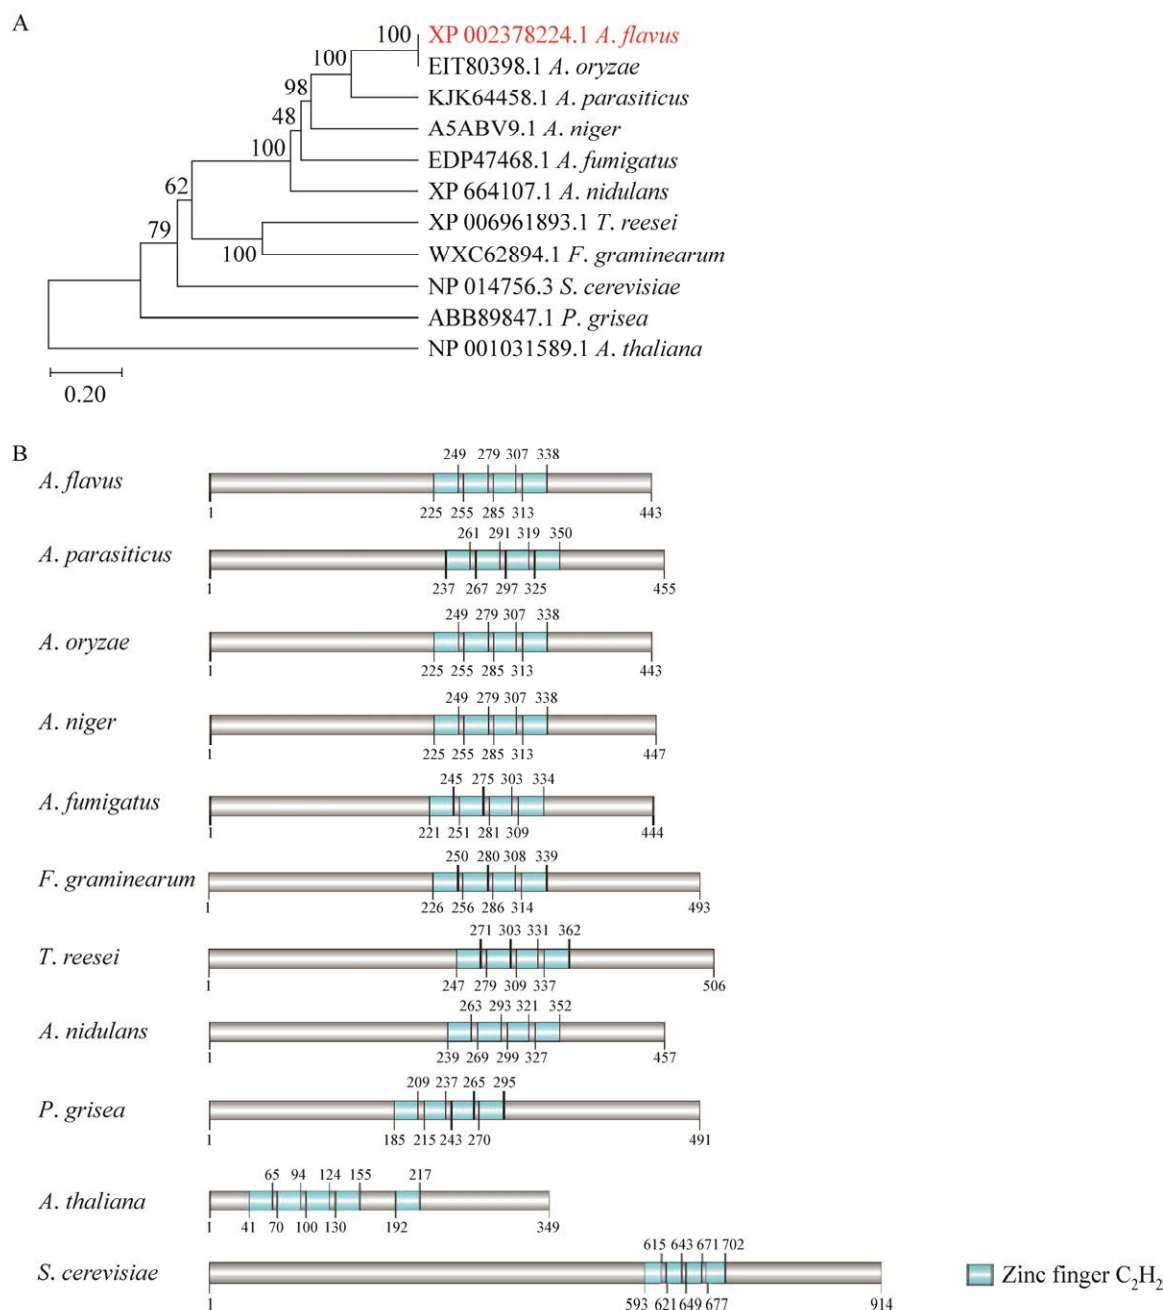 A
100 XP 002378224.1 A. flavus
100 EIT80398.1 A. oryzae
98 KJK64458.1 A. parasiticus
48 A5ABV9.1 A. niger
100 EDP47468.1 A. fumigatus
62 XP 664107.1 A. nidulans
79 XP 006961893.1 T. reesei
100 WXC62894.1 F. graminearum
NP 014756.3 S. cerevisiae
ABB89847.1 P. grisea
NP 001031589.1 A. thaliana
0.20
B
249 279 307 338
A. flavus
1 225 255 285 313 443
261 291 319 350
A. parasiticus
1 237 267 297 325 455
249 279 307 338
A. oryzae
1 225 255 285 313 443
249 279 307 338
A. niger
1 225 255 285 313 447
245 275 303 334
A. fumigatus
1 221 251 281 309 444
250 280 308 339
F. graminearum
1 226 256 286 314 493
271 303 331 362
T. reesei
1 247 279 309 337 506
263 293 321 352
A. nidulans
1 239 269 299 327 457
209 237 265 295
P. grisea
1 185 215 243 270 491
65 94 124 155 217
A. thaliana
1 41 70 100 130 192 349
615 643 671 702
S. cerevisiae
1 593 621 649 677 914
Zinc finger C₂H₂